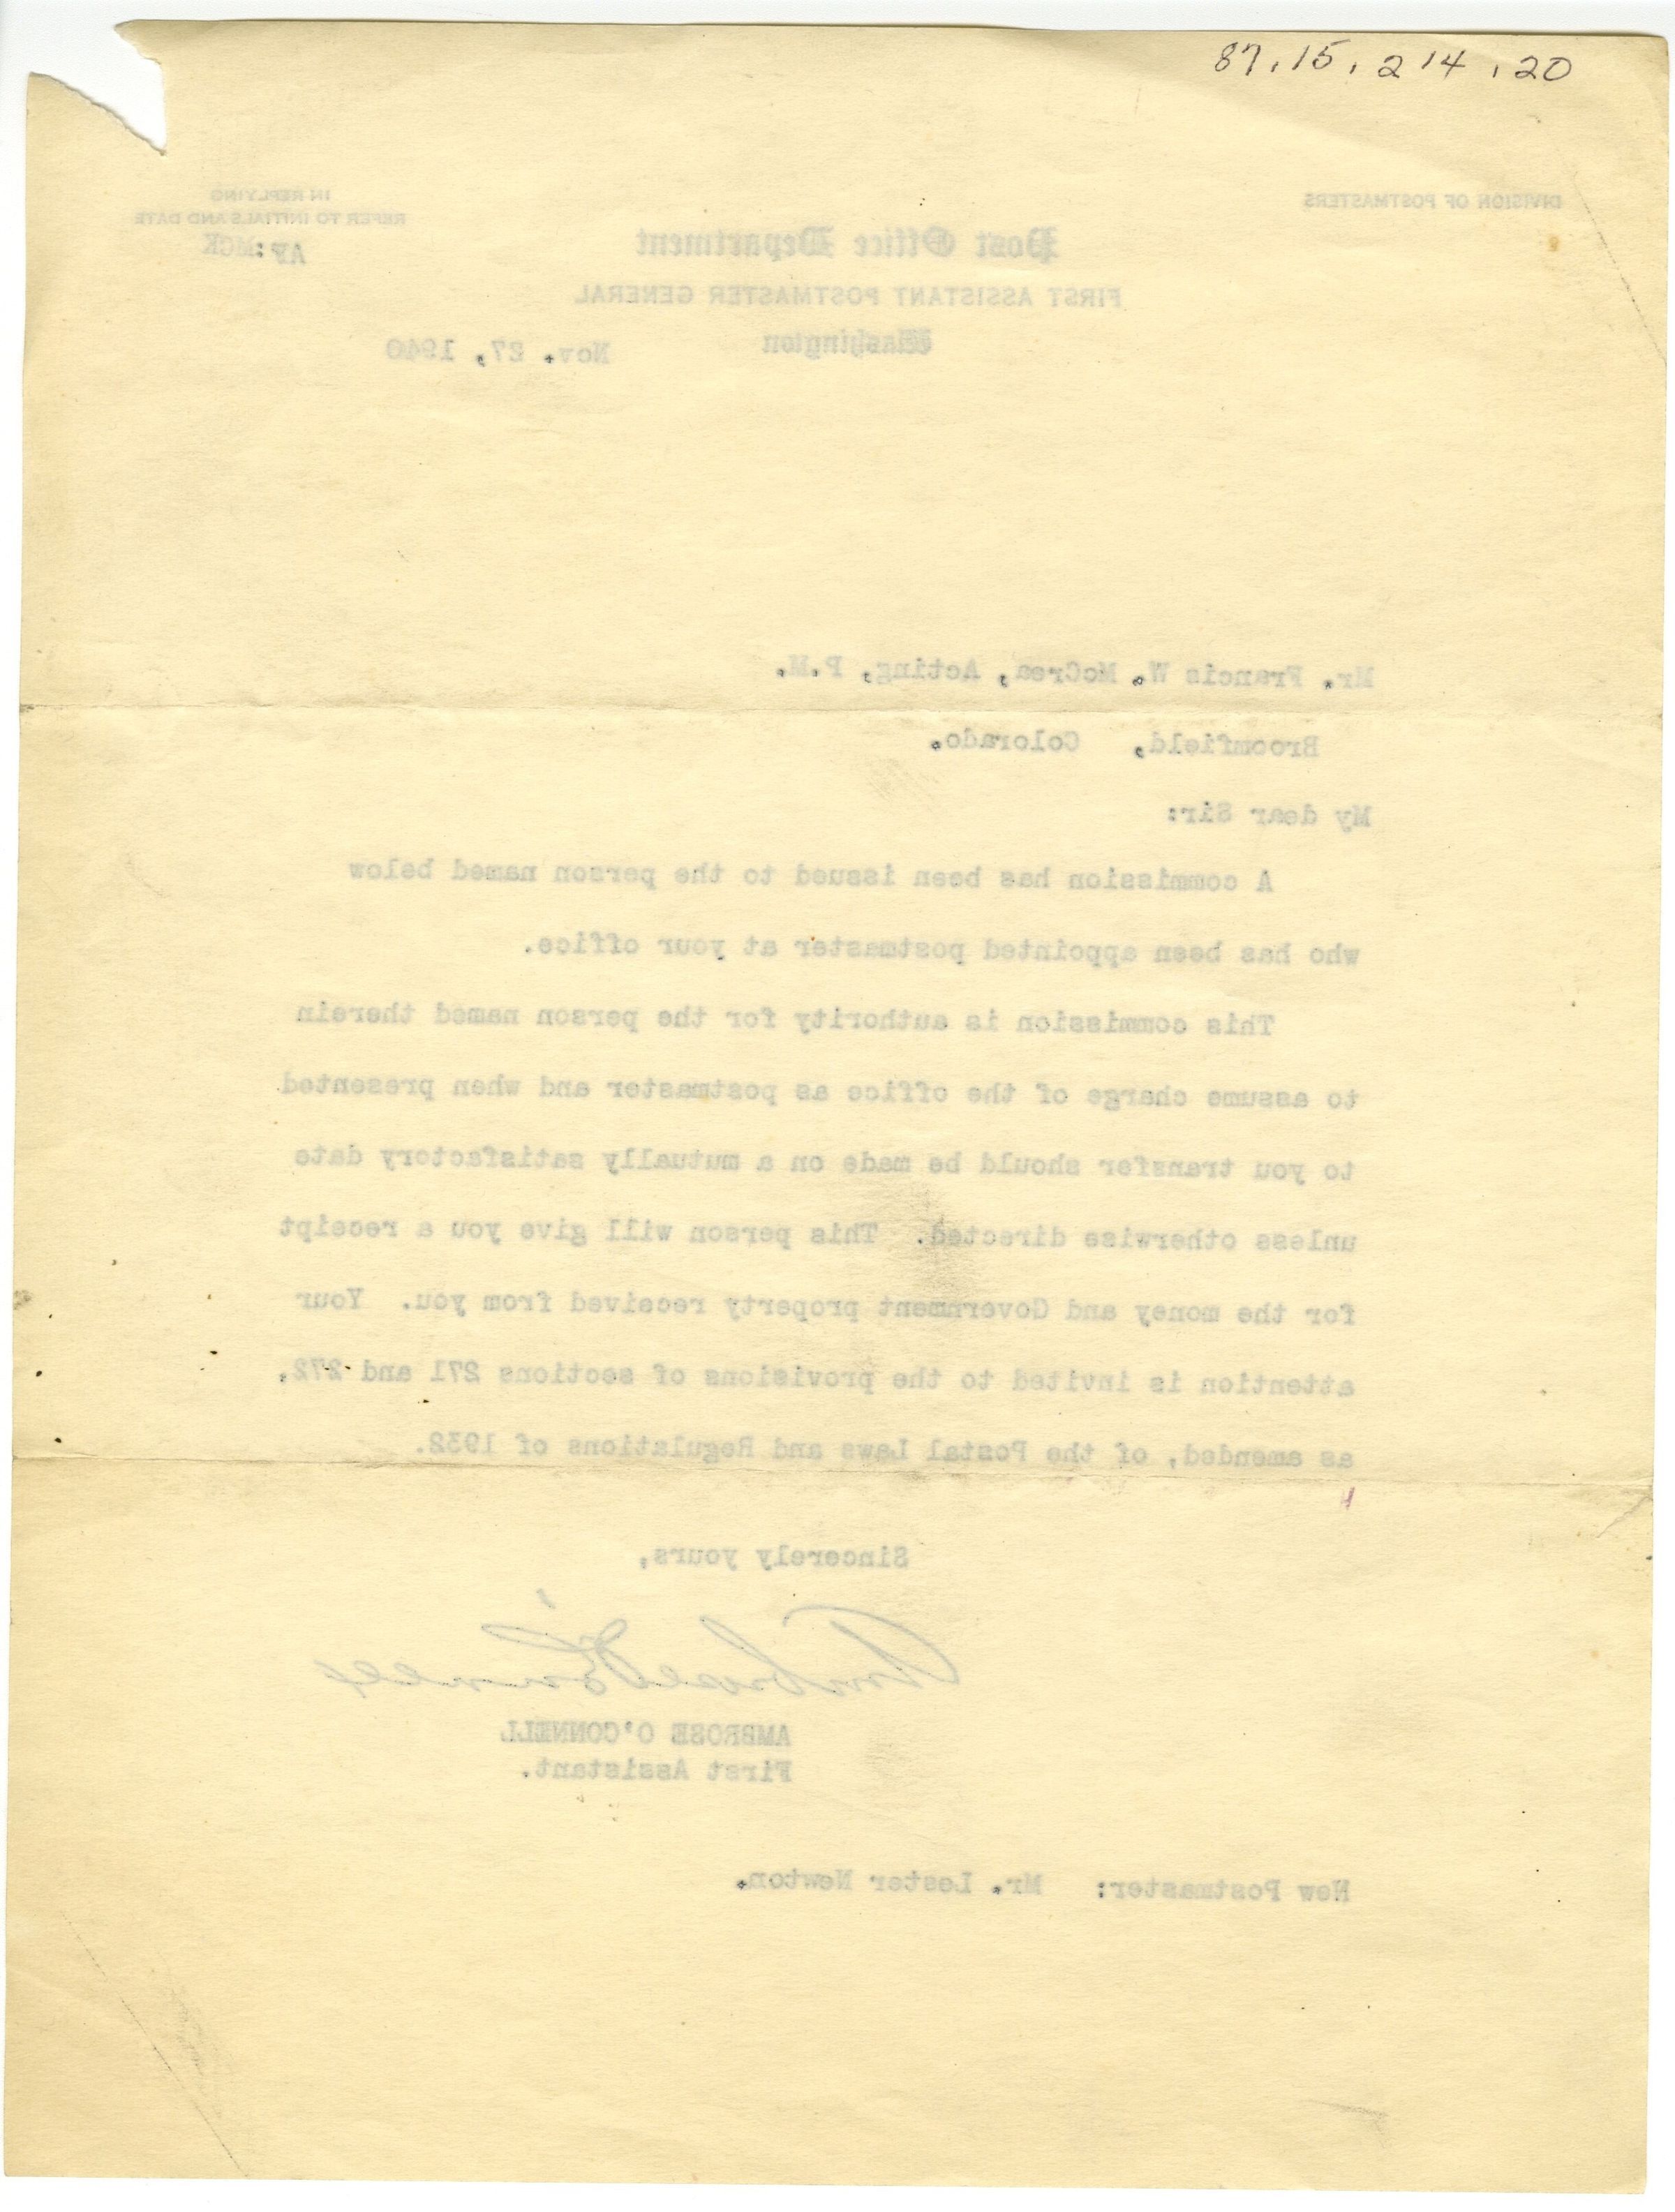 87.15.214.20
DIVISION OF POSTMASTERS
IN REPLYING
REFER TO INITIALS AND DATE
AP:MCK
Post Office Department
FIRST ASSISTANT POSTMASTER GENERAL
Washington
Nov. 27, 1940
Mr. Francis W. McCrea, Acting, P.M.
Broomfield, Colorado.
My dear Sir:
A commission has been issued to the person named below
who has been appointed postmaster at your office.
This commission is authority for the person named therein
to assume charge of the office as postmaster and when presented
to you transfer should be made on a mutually satisfactory date
unless otherwise directed. This person will give you a receipt
for the money and Government property received from you. Your
attention is invited to the provisions of sections 271 and 272,
as amended, of the Postal Laws and Regulations of 1932.
Sincerely yours,
Ambrose O'Connell
AMBROSE O'CONNELL
First Assistant.
New Postmaster: Mr. Lester Newton.